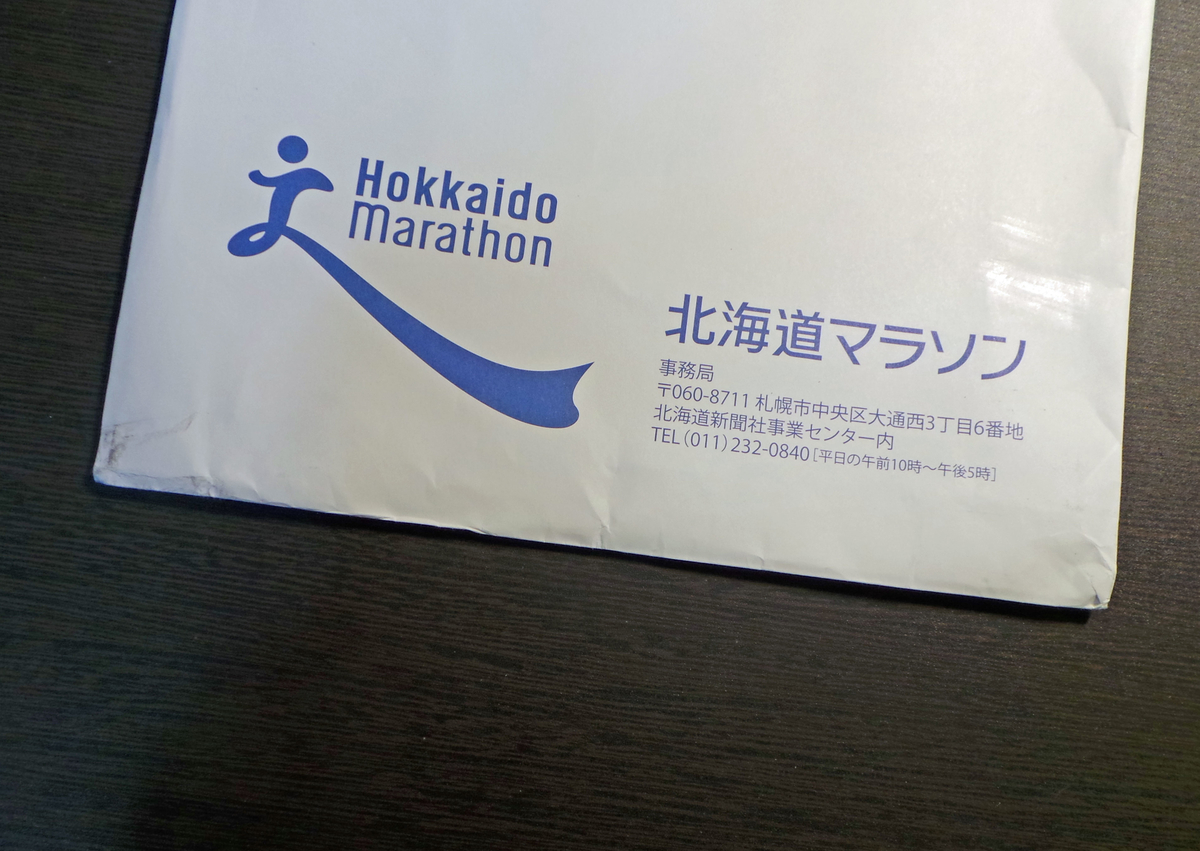 Hokkaido
Marathon
北海道マラソン
事務局
〒060-8711 札幌市中央区大通西3丁目6番地
北海道新聞社事業センター内
TEL(011)232-0840[平日の午前10時〜午後5時]